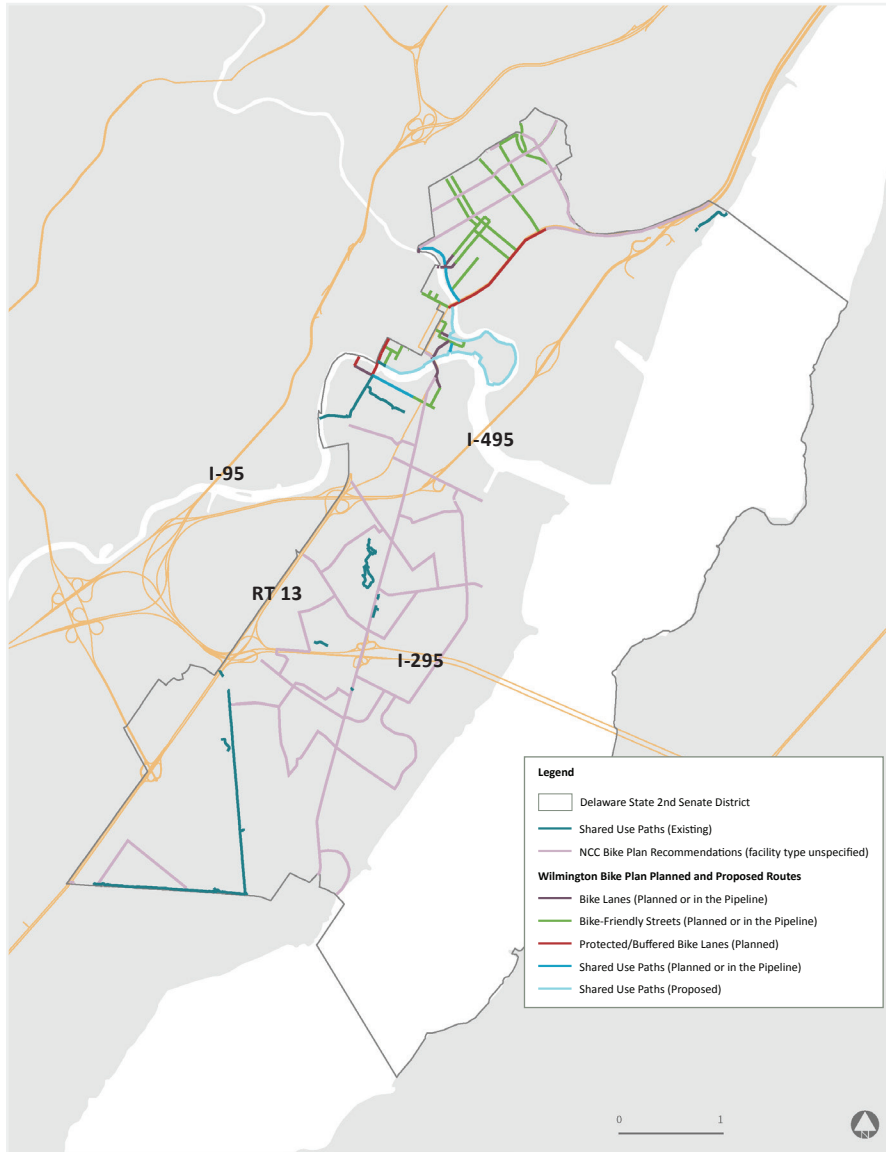 I-495
I-95
RT 13
I-295
Legend
Delaware State 2nd Senate District
Shared Use Paths (Existing)
NCC Bike Plan Recommendations (facility type unspecified)
Wilmington Bike Plan Planned and Proposed Routes
Bike Lanes (Planned or in the Pipeline)
Bike-Friendly Streets (Planned or in the Pipeline)
Protected/Buffered Bike Lanes (Planned)
Shared Use Paths (Planned or in the Pipeline)
Shared Use Paths (Proposed)
0 1
N